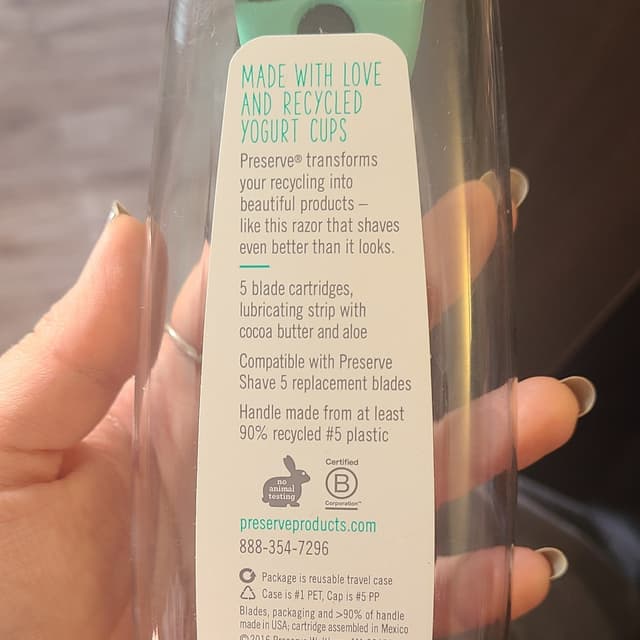 MADE WITH LOVE
AND RECYCLED
YOGURT CUPS
Preserve® transforms
your recycling into
beautiful products –
like this razor that shaves
even better than it looks.
5 blade cartridges,
lubricating strip with
cocoa butter and aloe
Compatible with Preserve
Shave 5 replacement blades
Handle made from at least
90% recycled #5 plastic
no
animal
testing
Certified
B
Corporation™
preserveproducts.com
888-354-7296
Package is reusable travel case
Case is #1 PET, Cap is #5 PP
Blades, packaging and >90% of handle
made in USA; cartridge assembled in Mexico
©2016 Preserve